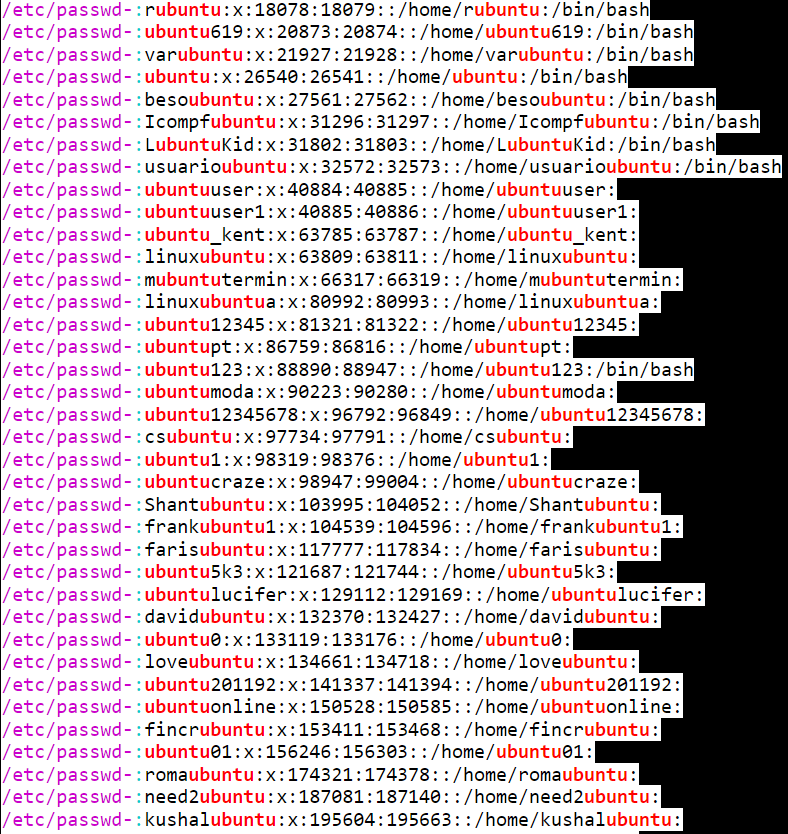 /etc/passwd-:rubuntu:x:18078:18079::/home/rubuntu:/bin/bash
/etc/passwd-:ubuntu619:x:20873:20874::/home/ubuntu619:/bin/bash
/etc/passwd-:varubuntu:x:21927:21928::/home/varubuntu:/bin/bash
/etc/passwd-:ubuntu:x:26540:26541::/home/ubuntu:/bin/bash
/etc/passwd-:besoubuntu:x:27561:27562::/home/besoubuntu:/bin/bash
/etc/passwd-:Icompfubuntu:x:31296:31297::/home/Icompfubuntu:/bin/bash
/etc/passwd-:LubuntuKid:x:31802:31803::/home/LubuntuKid:/bin/bash
/etc/passwd-:usuarioubuntu:x:32572:32573::/home/usuarioubuntu:/bin/bash
/etc/passwd-:ubuntuuser:x:40884:40885::/home/ubuntuuser:
/etc/passwd-:ubuntuuser1:x:40885:40886::/home/ubuntuuser1:
/etc/passwd-:ubuntu_kent:x:63785:63787::/home/ubuntu_kent:
/etc/passwd-:linuxubuntu:x:63809:63811::/home/linuxubuntu:
/etc/passwd-:mubuntutermin:x:66317:66319::/home/mubuntutermin:
/etc/passwd-:linuxubuntua:x:80992:80993::/home/linuxubuntua:
/etc/passwd-:ubuntu12345:x:81321:81322::/home/ubuntu12345:
/etc/passwd-:ubuntupt:x:86759:86816::/home/ubuntupt:
/etc/passwd-:ubuntu123:x:88890:88947::/home/ubuntu123:/bin/bash
/etc/passwd-:ubuntumoda:x:90223:90280::/home/ubuntumoda:
/etc/passwd-:ubuntu12345678:x:96792:96849::/home/ubuntu12345678:
/etc/passwd-:csubuntu:x:97734:97791::/home/csubuntu:
/etc/passwd-:ubuntu1:x:98319:98376::/home/ubuntu1:
/etc/passwd-:ubuntucraze:x:98947:99004::/home/ubuntucraze:
/etc/passwd-:Shantubuntu:x:103995:104052::/home/Shantubuntu:
/etc/passwd-:frankubuntu1:x:104539:104596::/home/frankubuntu1:
/etc/passwd-:farisubuntu:x:117777:117834::/home/farisubuntu:
/etc/passwd-:ubuntu5k3:x:121687:121744::/home/ubuntu5k3:
/etc/passwd-:ubuntulucifer:x:129112:129169::/home/ubuntulucifer:
/etc/passwd-:davidubuntu:x:132370:132427::/home/davidubuntu:
/etc/passwd-:ubuntu0:x:133119:133176::/home/ubuntu0:
/etc/passwd-:loveubuntu:x:134661:134718::/home/loveubuntu:
/etc/passwd-:ubuntu201192:x:141337:141394::/home/ubuntu201192:
/etc/passwd-:ubuntuonline:x:150528:150585::/home/ubuntuonline:
/etc/passwd-:fincrubuntu:x:153411:153468::/home/fincrubuntu:
/etc/passwd-:ubuntu01:x:156246:156303::/home/ubuntu01:
/etc/passwd-:romaubuntu:x:174321:174378::/home/romaubuntu:
/etc/passwd-:need2ubuntu:x:187081:187140::/home/need2ubuntu:
/etc/passwd-:kushalubuntu:x:195604:195663::/home/kushalubuntu: